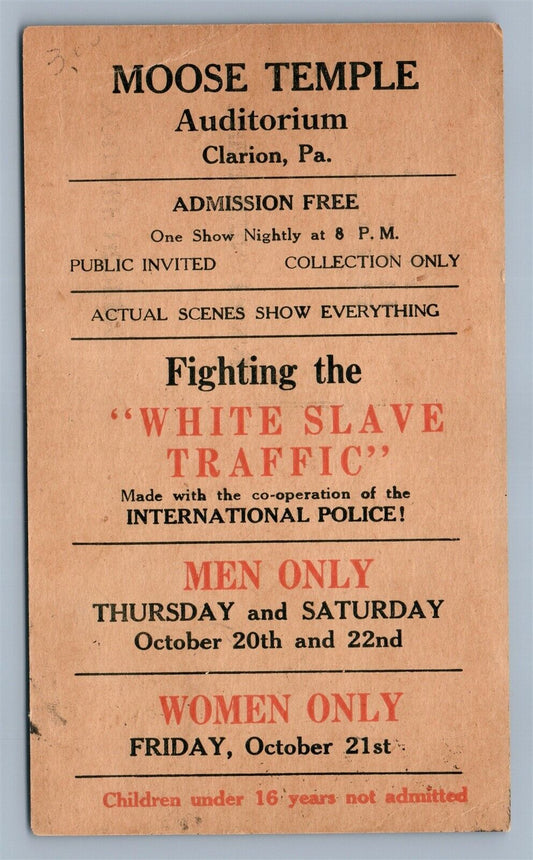 3.00
MOOSE TEMPLE
Auditorium
Clarion, Pa.
ADMISSION FREE
One Show Nightly at 8 P. M.
PUBLIC INVITED COLLECTION ONLY
ACTUAL SCENES SHOW EVERYTHING
Fighting the
"WHITE SLAVE
TRAFFIC"
Made with the co-operation of the
INTERNATIONAL POLICE!
MEN ONLY
THURSDAY and SATURDAY
October 20th and 22nd
WOMEN ONLY
FRIDAY, October 21st
Children under 16 years not admitted